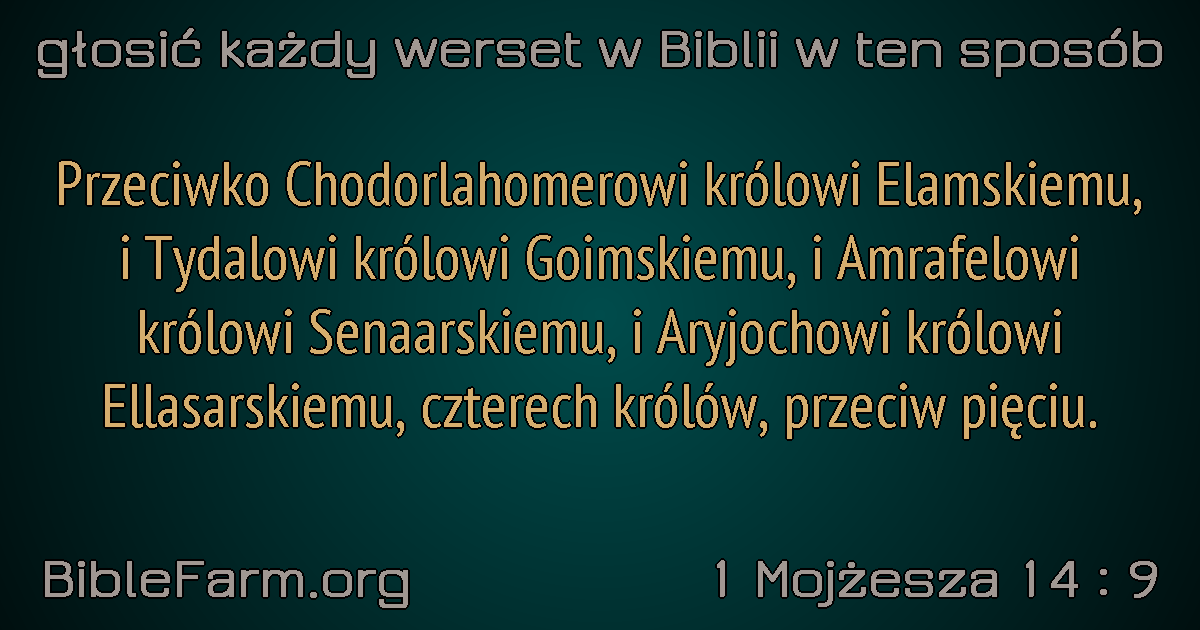 głosić każdy werset w Biblii w ten sposób
Przeciwko Chodorlahomerowi królowi Elamskiemu,
i Tydalowi królowi Goimskiemu, i Amrafelowi
królowi Senaarskiemu, i Aryjochowi królowi
Ellasarskiemu, czterech królów, przeciw pięciu.
BibleFarm.org
1 Mojżesza 14 : 9